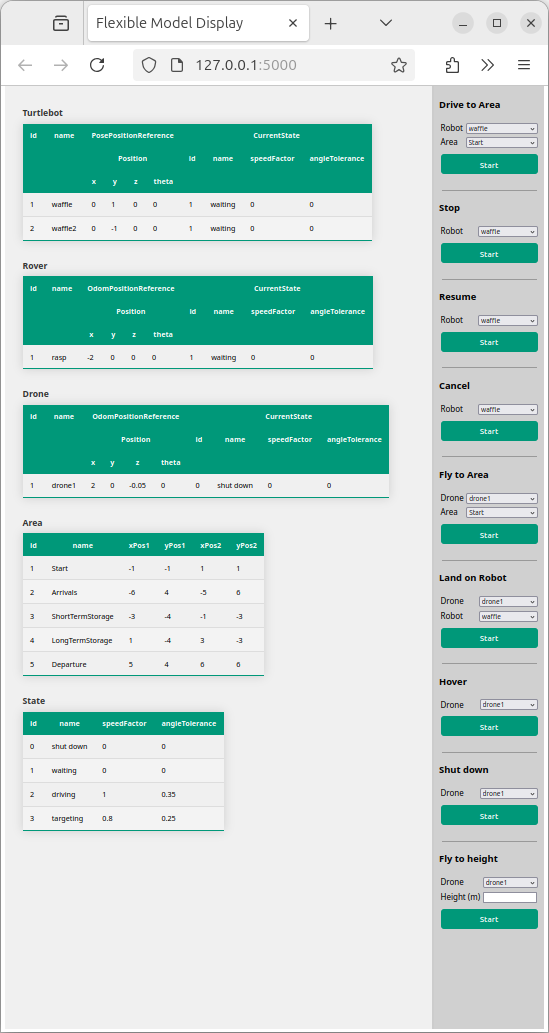 Flexible Model Display
127.0.0.1:5000
Turtlebot
id name PosePositionReference CurrentState
Position id name speedFactor angleTolerance
x y z theta
1 waffle 0 1 0 0 1 waiting 0 0
2 waffle2 0 -1 0 0 1 waiting 0 0
Rover
id name OdomPositionReference CurrentState
Position id name speedFactor angleTolerance
x y z theta
1 rasp -2 0 0 0 1 waiting 0 0
Drone
id name OdomPositionReference CurrentState
Position id name speedFactor angleTolerance
x y z theta
1 drone1 2 0 -0.05 0 0 shut down 0 0
Area
id name xPos1 yPos1 xPos2 yPos2
1 Start -1 -1 1 1
2 Arrivals -6 4 -5 6
3 ShortTermStorage -3 -4 -1 -3
4 LongTermStorage 1 -4 3 -3
5 Departure 5 4 6 6
State
id name speedFactor angleTolerance
0 shut down 0 0
1 waiting 0 0
2 driving 1 0.35
3 targeting 0.8 0.25
Drive to Area
Robot waffle
Area Start
Start
Stop
Robot waffle
Start
Resume
Robot waffle
Start
Cancel
Robot waffle
Start
Fly to Area
Drone drone1
Area Start
Start
Land on Robot
Drone drone1
Robot waffle
Start
Hover
Drone drone1
Start
Shut down
Drone drone1
Start
Fly to height
Drone drone1
Height (m)
Start